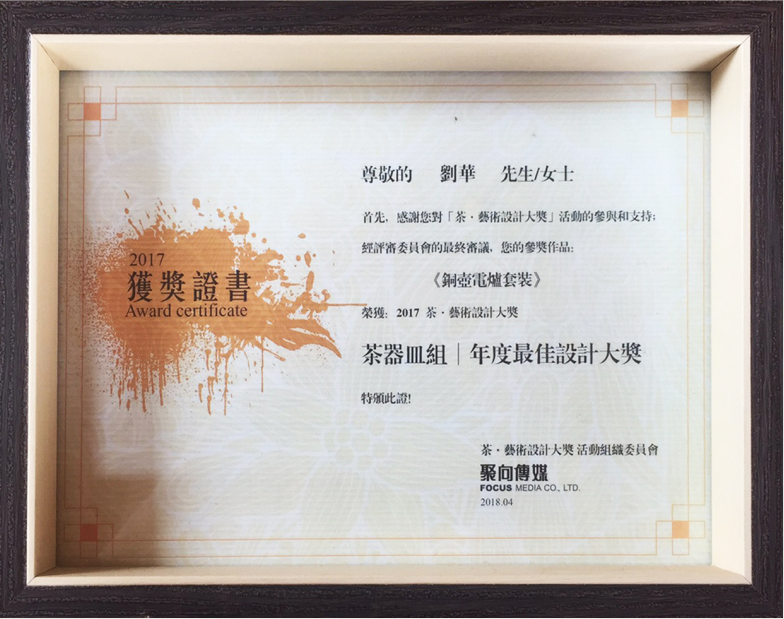 2017
獲獎證書
Award certificate
尊敬的 劉華 先生/女士
首先，感謝您對「茶·藝術設計大獎」活動的參與和支持；
經評審委員會的最終審議，您的參獎作品：
《銅壺電爐套裝》
榮獲：2017 茶·藝術設計大獎
茶器皿組｜年度最佳設計大獎
特頒此證!
茶·藝術設計大獎 活動組織委員會
聚向傳媒
FOCUS MEDIA CO., LTD.
2018.04